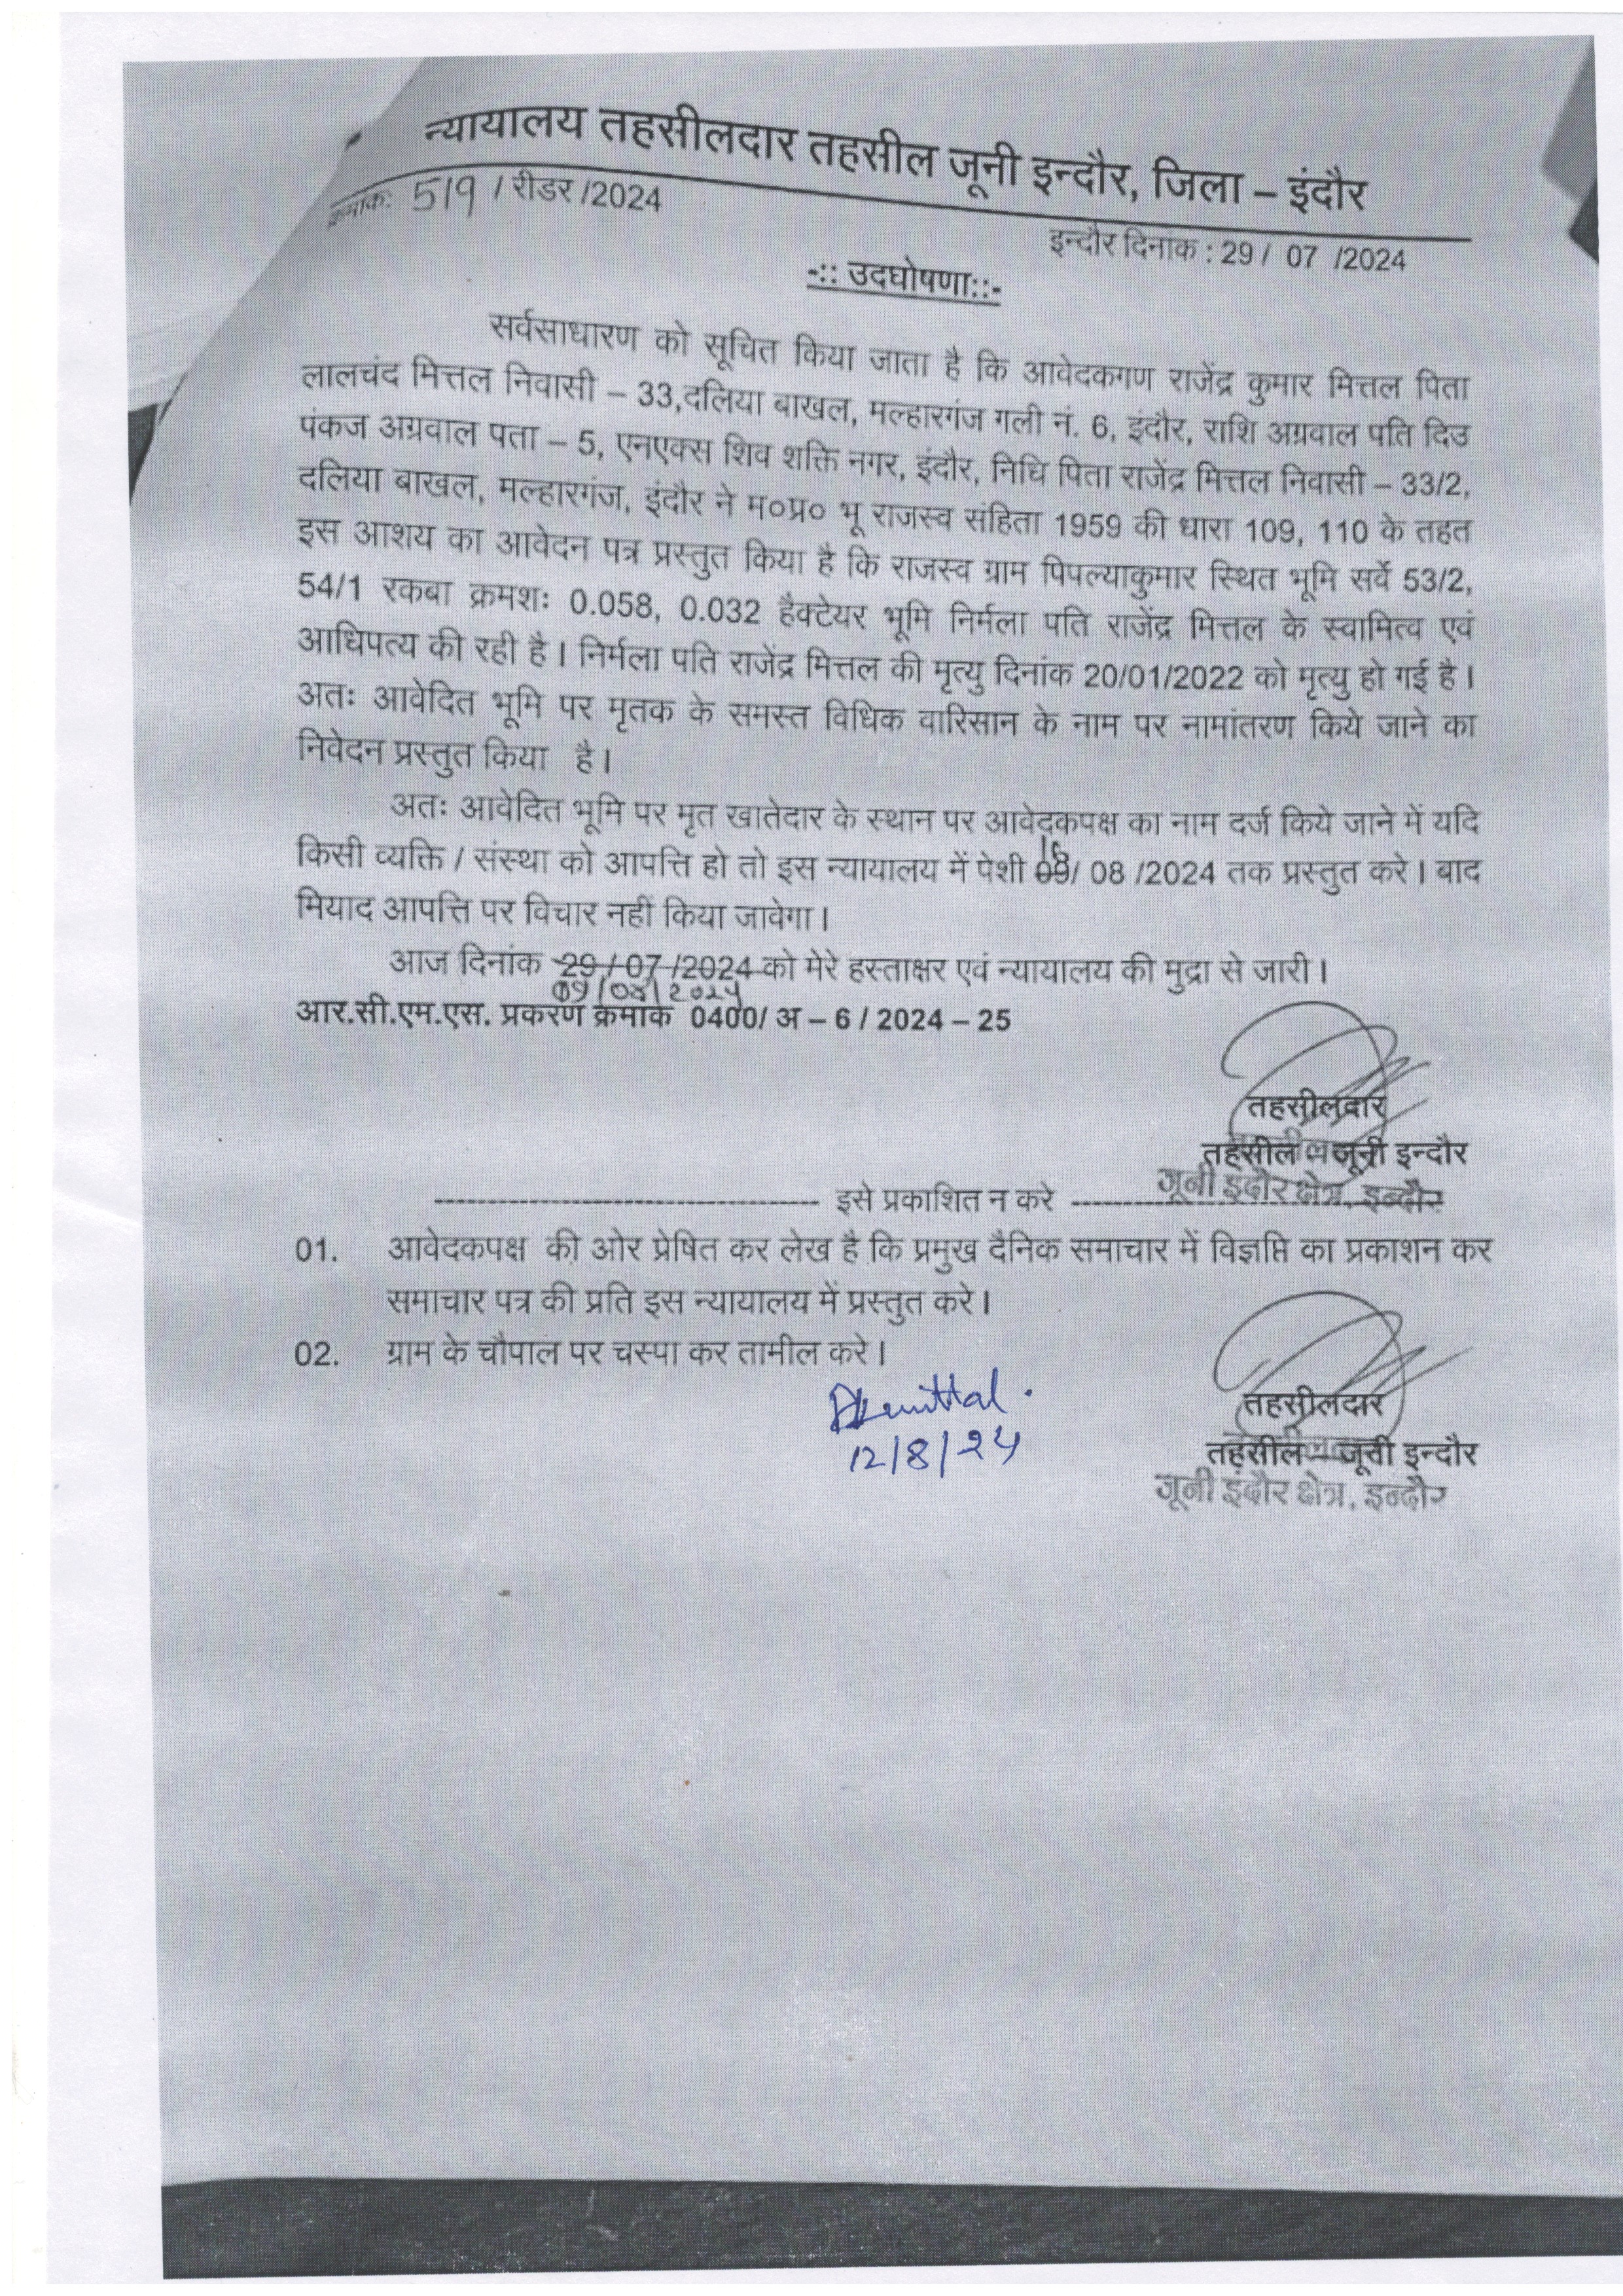 न्यायालय तहसीलदार तहसील जूनी इन्दौर, जिला – इंदौर
क्रमांक: 519 / रीडर /2024
इन्दौर दिनाक : 29 / 07 /2024
-:: उदघोषणा::-
सर्वसाधारण को सूचित किया जाता है कि आवेदकगण राजेंद्र कुमार मित्तल पिता
लालचंद मित्तल निवासी – 33,दलिया बाखल, मल्हारगंज गली नं. 6, इंदौर, राशि अग्रवाल पति दिउ
पंकज अग्रवाल पता – 5, एनएक्स शिव शक्ति नगर, इंदौर, निधि पिता राजेंद्र मित्तल निवासी – 33/2,
दलिया बाखल, मल्हारगंज, इंदौर ने म०प्र० भू राजस्व संहिता 1959 की धारा 109, 110 के तहत
इस आशय का आवेदन पत्र प्रस्तुत किया है कि राजस्व ग्राम पिपल्याकुमार स्थित भूमि सर्वे 53/2,
54/1 रकबा क्रमशः 0.058, 0.032 हैक्टेयर भूमि निर्मला पति राजेंद्र मित्तल के स्वामित्व एवं
आधिपत्य की रही है। निर्मला पति राजेंद्र मित्तल की मृत्यु दिनांक 20/01/2022 को मृत्यु हो गई है।
अतः आवेदित भूमि पर मृतक के समस्त विधिक वारिसान के नाम पर नामांतरण किये जाने का
निवेदन प्रस्तुत किया है।
अतः आवेदित भूमि पर मृत खातेदार के स्थान पर आवेदकपक्ष का नाम दर्ज किये जाने में यदि
किसी व्यक्ति / संस्था को आपत्ति हो तो इस न्यायालय में पेशी 09/ 08 /2024 तक प्रस्तुत करे। बाद
मियाद आपत्ति पर विचार नहीं किया जावेगा।
आज दिनांक 29 / 07 /2024 को मेरे हस्ताक्षर एवं न्यायालय की मुद्रा से जारी।
09/08/2024
आर.सी.एम.एस. प्रकरण क्रमांक 0400/ अ – 6 / 2024 – 25
तहसीलदार
तहसील – जूनी इन्दौर
तहसीलदार
जूनी इंदौर क्षेत्र, इन्दौर
------------------------------------ इसे प्रकाशित न करे ------------------------------------
01. आवेदकपक्ष की ओर प्रेषित कर लेख है कि प्रमुख दैनिक समाचार में विज्ञप्ति का प्रकाशन कर
समाचार पत्र की प्रति इस न्यायालय में प्रस्तुत करे।
02. ग्राम के चौपाल पर चस्पा कर तामील करे।
12/8/24
तहसीलदार
तहसील – जूनी इन्दौर
तहसीलदार
जूनी इंदौर क्षेत्र, इन्दौर